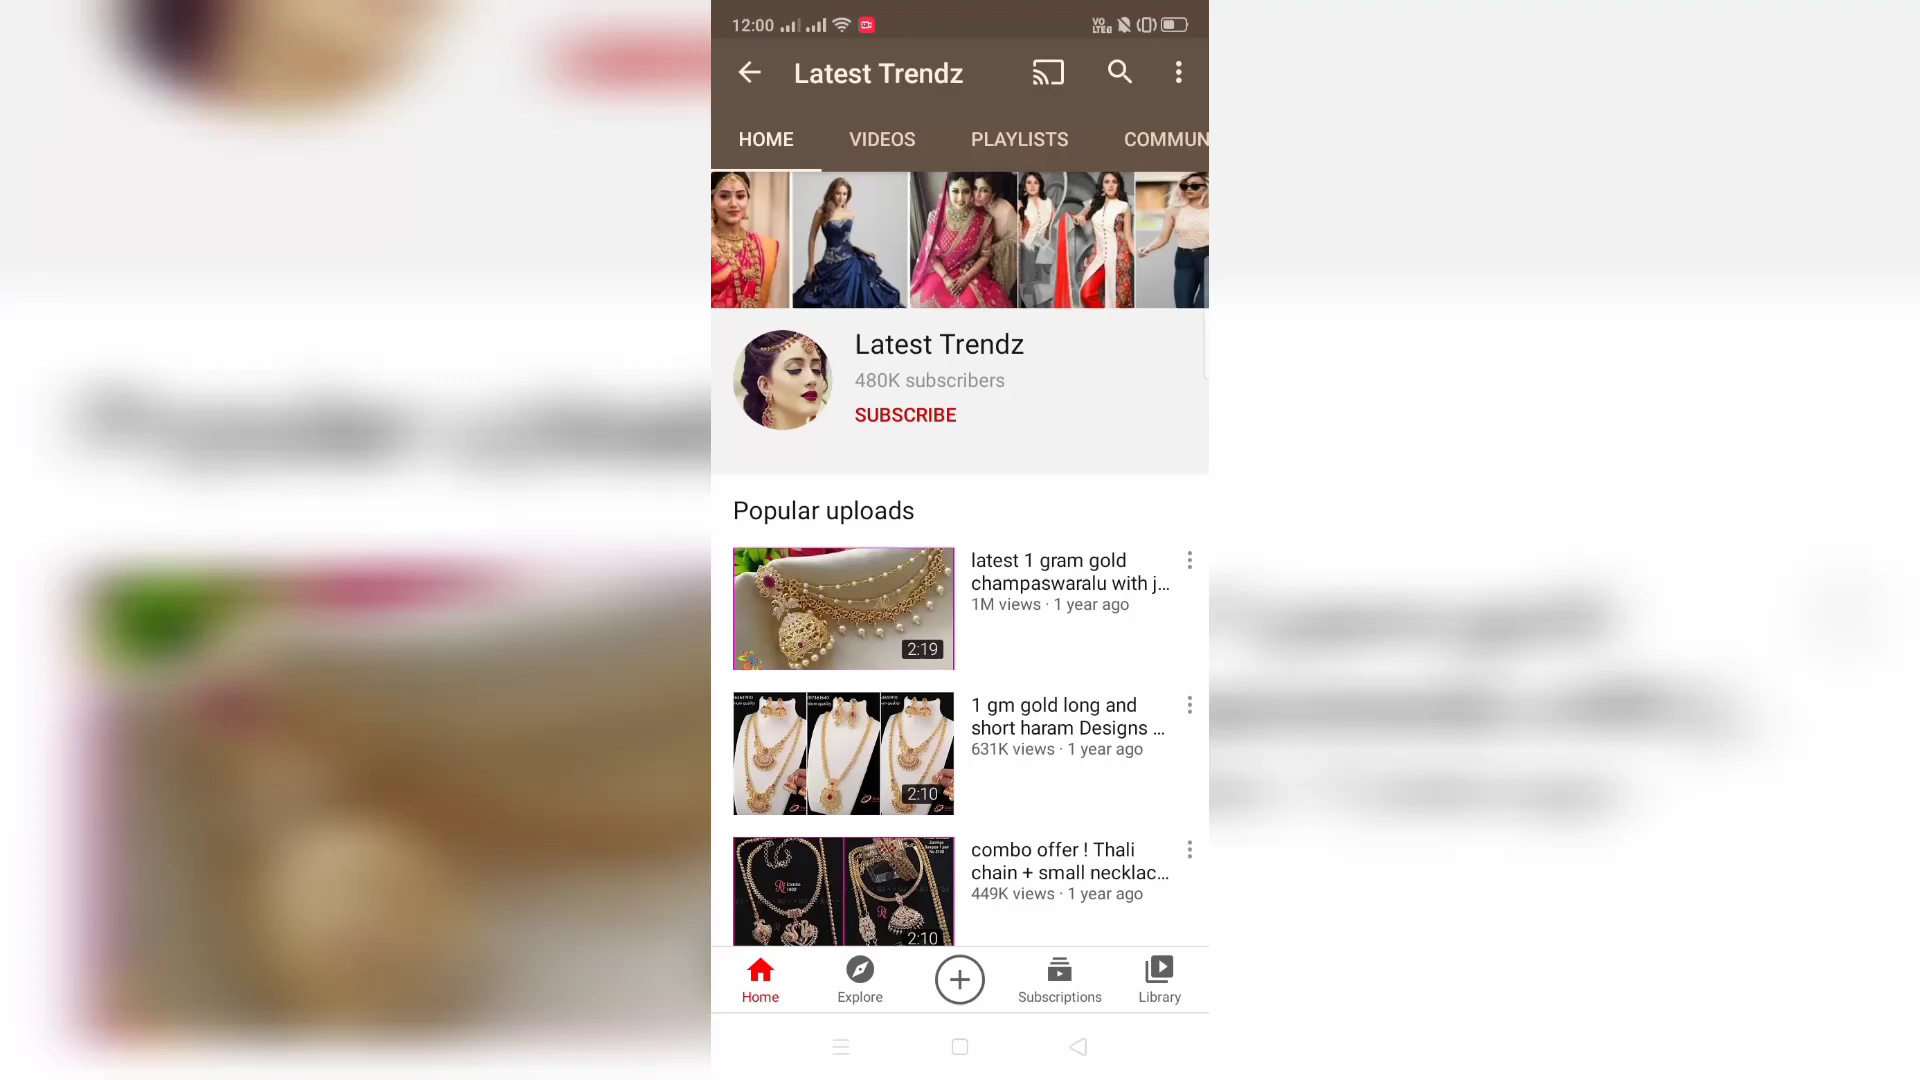 12:00
VO
LTE
Latest Trendz
HOME VIDEOS PLAYLISTS COMMUN
Latest Trendz
480K subscribers
SUBSCRIBE
Popular uploads
latest 1 gram gold
champaswaralu with j...
1M views · 1 year ago
2:19
1 gm gold long and
short haram Designs ...
631K views · 1 year ago
2:10
combo offer ! Thali
chain + small necklac...
449K views · 1 year ago
2:10
Home Explore Subscriptions Library